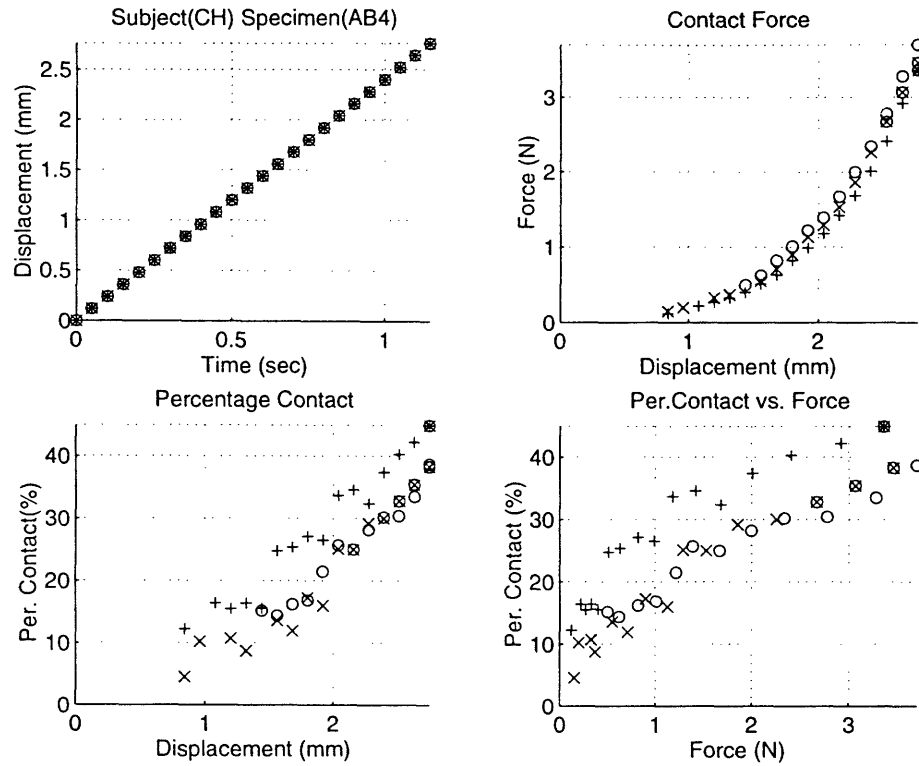 Subject(CH) Specimen(AB4)
2.5
2
1.5
1
0.5
0
Displacement (mm)
0
0.5
1
Time (sec)
Contact Force
3
2
1
0
Force (N)
1
2
Displacement (mm)
Percentage Contact
40
30
20
10
0
Per. Contact(%)
0
1
2
Displacement (mm)
Per.Contact vs. Force
40
30
20
10
0
Per. Contact (%)
0
1
2
3
Force (N)